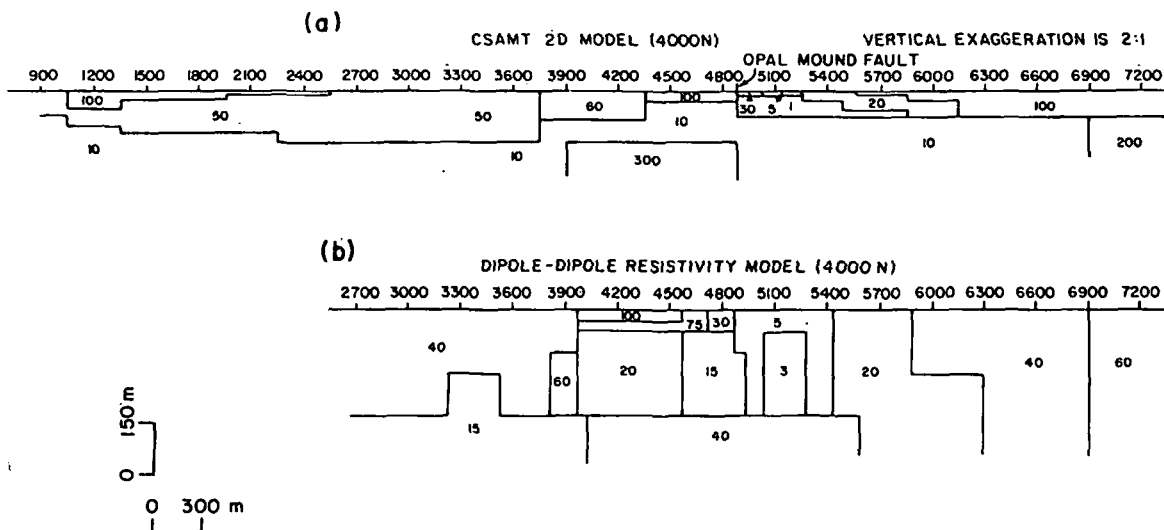 (a)
CSAMT 2D MODEL (4000N) VERTICAL EXAGGERATION IS 2:1
OPAL MOUND FAULT
900 1200 1500 2100 2400 3000 3300 3600 3900 4200 4500 4800 5100 5400 5700 6000 6300 6600 6900 7200
100 50 50 60 100 30 5 1 20 100
10 10 10 300 10 200
(b)
DIPOLE-DIPOLE RESISTIVITY MODEL (4000N)
2700 3000 3300 3600 3900 4200 4500 4800 5100 5400 5700 6000 6300 6600 6900 7200
100 75 30 5
40 60 20 15 3 20 40 60
15 40
150 m
0
0 300 m